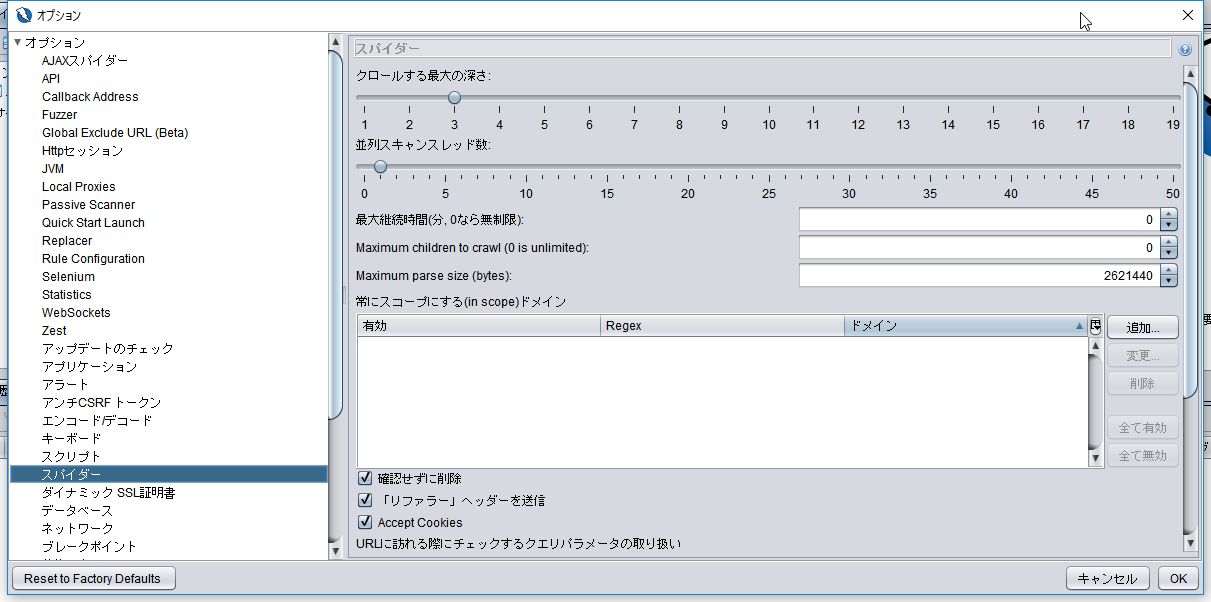 オプション
オプション
AJAXスパイダー
API
Callback Address
Fuzzer
Global Exclude URL (Beta)
Httpセッション
JVM
Local Proxies
Passive Scanner
Quick Start Launch
Replacer
Rule Configuration
Selenium
Statistics
WebSockets
Zest
アップデートのチェック
アプリケーション
アラート
アンチCSRF トークン
エンコード/デコード
キーボード
スクリプト
スパイダー
ダイナミック SSL証明書
データベース
ネットワーク
ブレークポイント
スパイダー
クロールする最大の深さ:
1 2 3 4 5 6 7 8 9 10 11 12 13 14 15 16 17 18 19
並列スキャンスレッド数:
0 5 10 15 20 25 30 35 40 45 50
最大継続時間(分, 0なら無制限): 0
Maximum children to crawl (0 is unlimited): 0
Maximum parse size (bytes): 2621440
常にスコープにする(in scope)ドメイン
有効 Regex ドメイン
追加...
変更...
削除
全て有効
全て無効
確認せずに削除
「リファラー」ヘッダーを送信
Accept Cookies
URLに訪れる際にチェックするクエリパラメータの取り扱い
Reset to Factory Defaults
キャンセル
OK